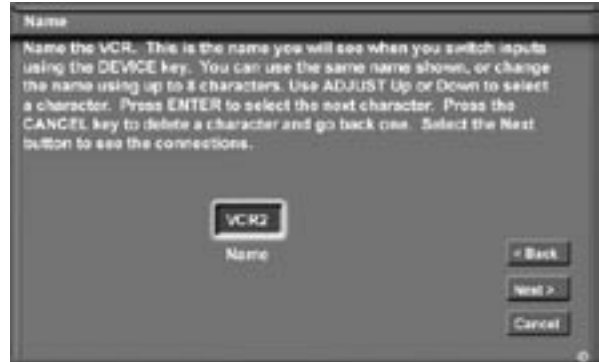 Name
Name the VCR. This is the name you will see when you switch inputs
using the DEVICE key. You can use the same name shown, or change
the name using up to 8 characters. Use ADJUST Up or Down to select
a character. Press ENTER to select the next character. Press the
CANCEL key to delete a character and go back one. Select the Next
button to see the connections.
VCR2
Name
< Back
Next >
Cancel